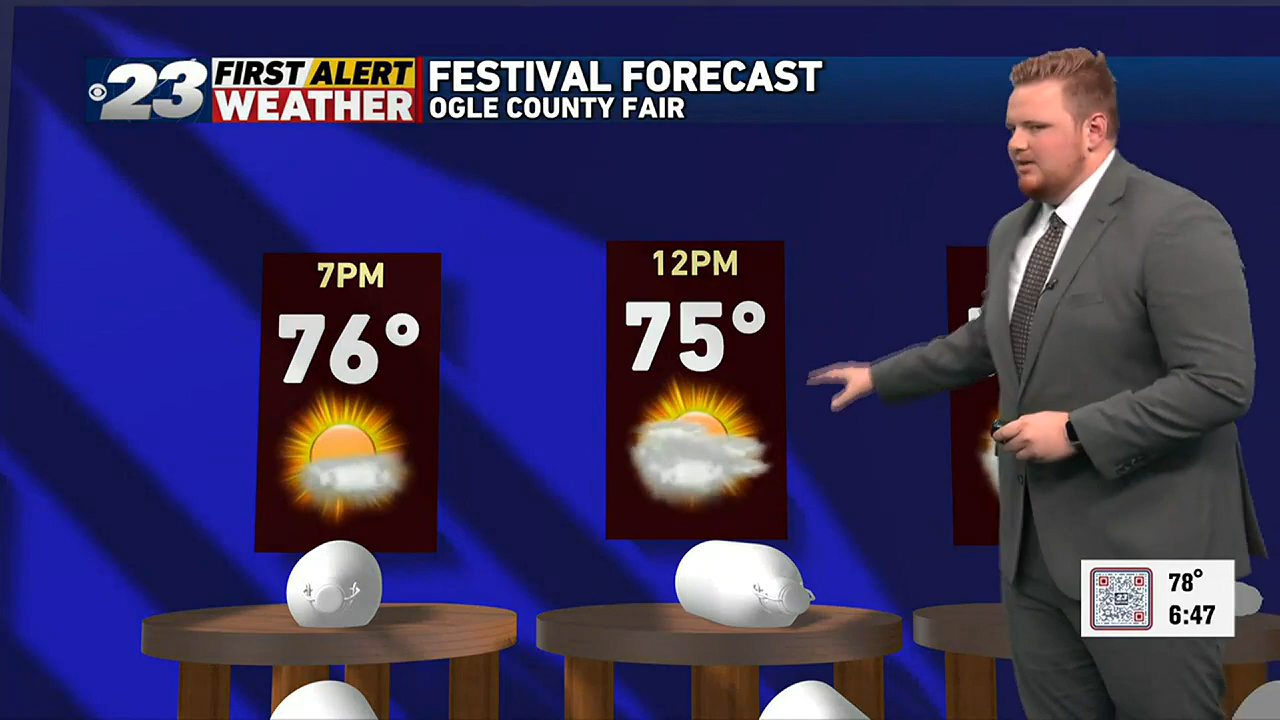 23
FIRST ALERT
WEATHER
FESTIVAL FORECAST
OGLE COUNTY FAIR
7PM
76°
12PM
75°
78°
6:47